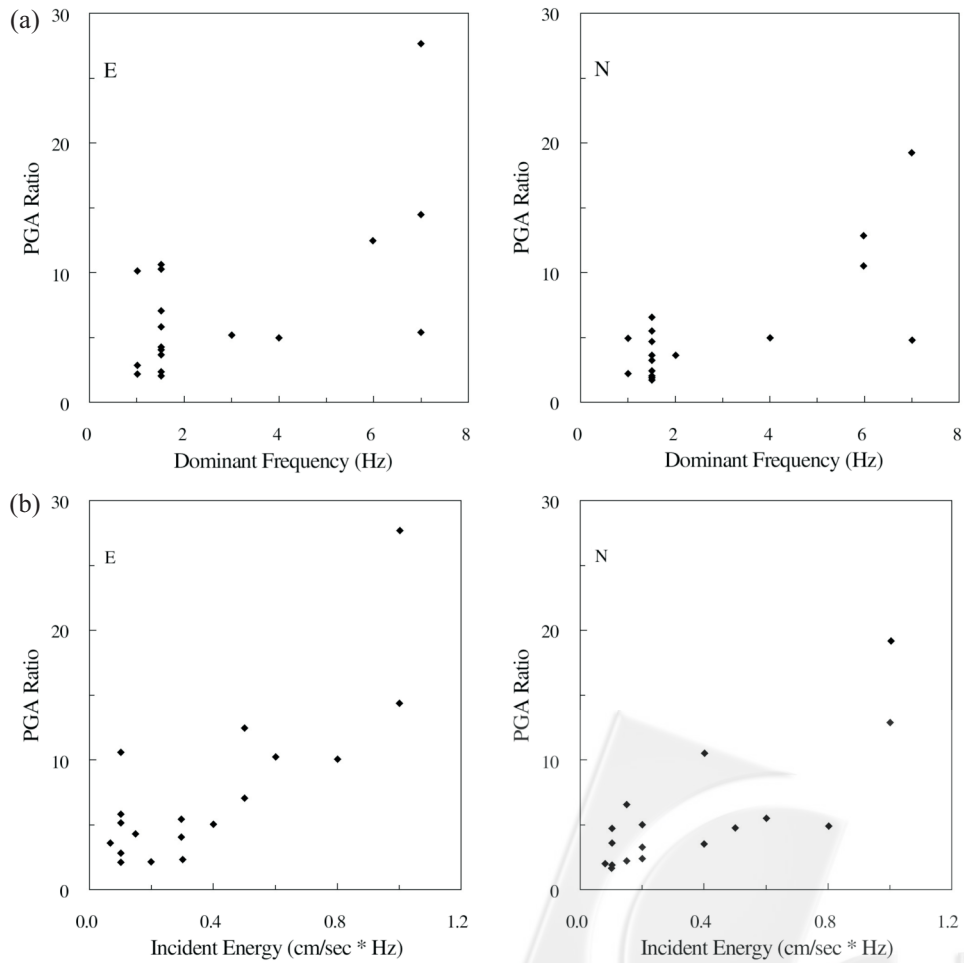 (a)
30
20
10
0
PGA Ratio
E
0 2 4 6 8
Dominant Frequency (Hz)
30
20
10
0
PGA Ratio
N
0 2 4 6 8
Dominant Frequency (Hz)
(b)
30
20
10
0
PGA Ratio
E
0.0 0.4 0.8 1.2
Incident Energy (cm/sec * Hz)
30
20
10
0
PGA Ratio
N
0.0 0.4 0.8 1.2
Incident Energy (cm/sec * Hz)